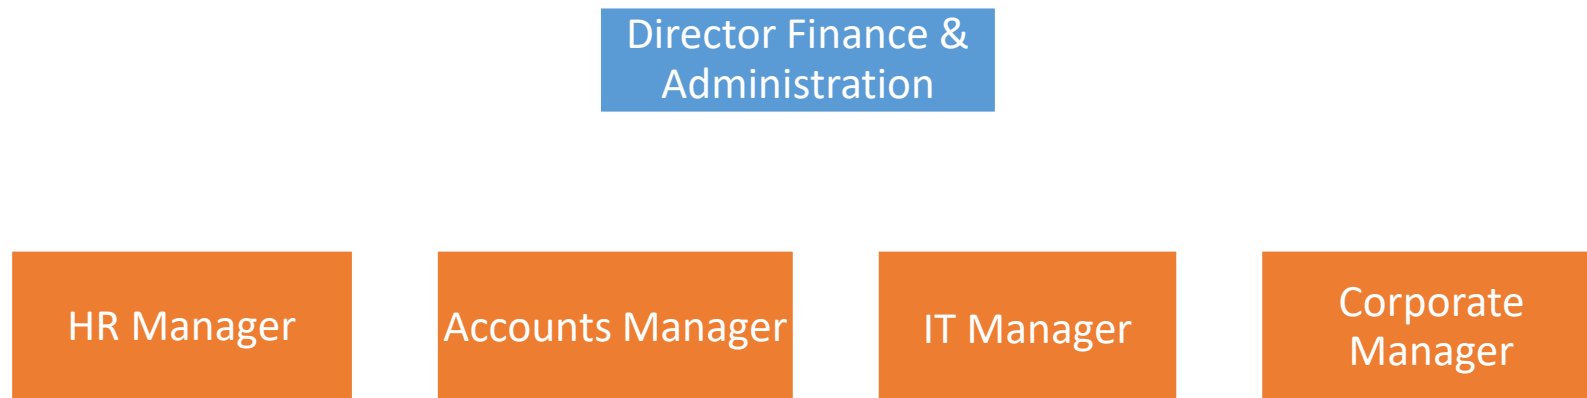 Director Finance &
Administration
HR Manager
Accounts Manager
IT Manager
Corporate
Manager